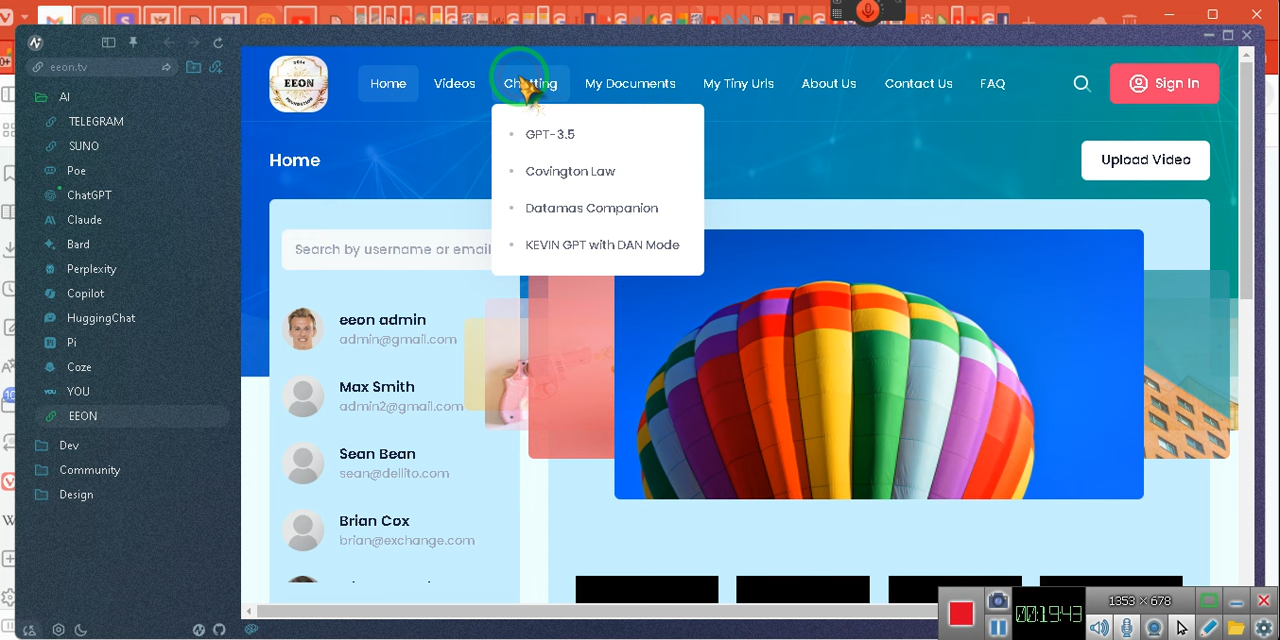 eeon.tv
AI
TELEGRAM
SUNO
Poe
ChatGPT
Claude
Bard
Perplexity
Copilot
HuggingChat
Pi
Coze
YOU
EEON
Dev
Community
Design
EEON
Home
Videos
Chatting
My Documents
My Tiny Urls
About Us
Contact Us
FAQ
Sign In
GPT-3.5
Covington Law
Datamas Companion
KEVIN GPT with DAN Mode
Home
Upload Video
Search by username or email
eeon admin
admin@gmail.com
Max Smith
admin2@gmail.com
Sean Bean
sean@dellito.com
Brian Cox
brian@exchange.com
1353 × 678
00:19:43